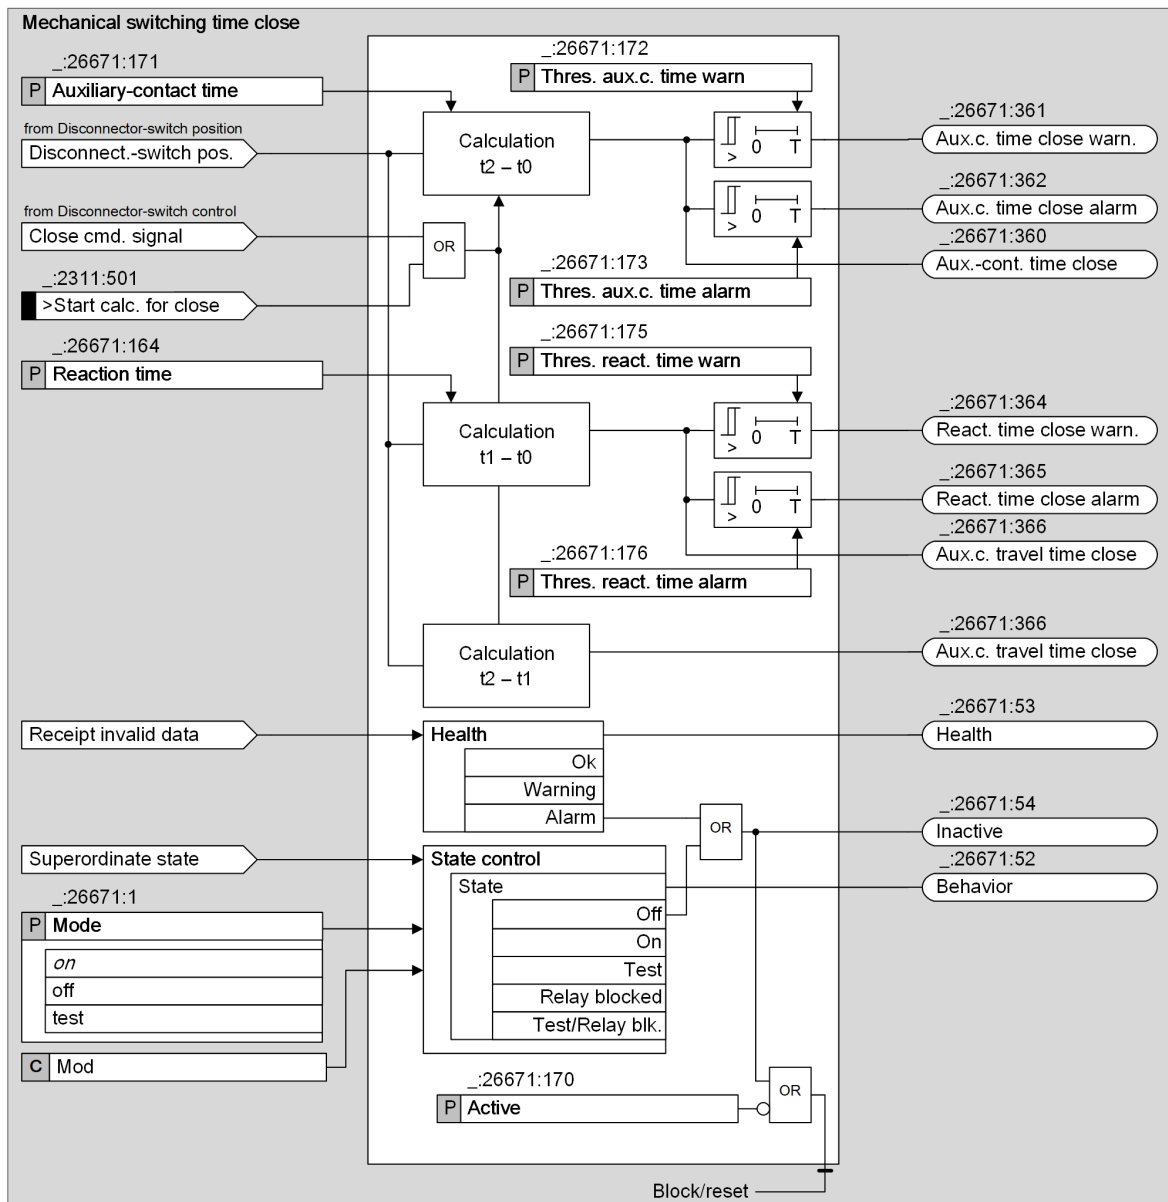 Mechanical switching time close
_:26671:171
P Auxiliary-contact time
from Disconnector-switch position
Disconnect.-switch pos.
from Disconnector-switch control
Close cmd. signal
_:2311:501
>Start calc. for close
_:26671:164
P Reaction time
Calculation
t2 – t0
OR
_:26671:172
P Thres. aux.c. time warn
> 0 T
> 0 T
_:26671:173
P Thres. aux.c. time alarm
_:26671:361
Aux.c. time close warn.
_:26671:362
Aux.c. time close alarm
_:26671:360
Aux.-cont. time close
_:26671:175
P Thres. react. time warn
Calculation
t1 – t0
> 0 T
> 0 T
_:26671:176
P Thres. react. time alarm
_:26671:364
React. time close warn.
_:26671:365
React. time close alarm
_:26671:366
Aux.c. travel time close
Calculation
t2 – t1
_:26671:366
Aux.c. travel time close
Receipt invalid data
Health
Ok
Warning
Alarm
_:26671:53
Health
OR
_:26671:54
Inactive
Superordinate state
State control
State
Off
On
Test
Relay blocked
Test/Relay blk.
_:26671:52
Behavior
_:26671:1
P Mode
on
off
test
C Mod
_:26671:170
P Active
OR
Block/reset